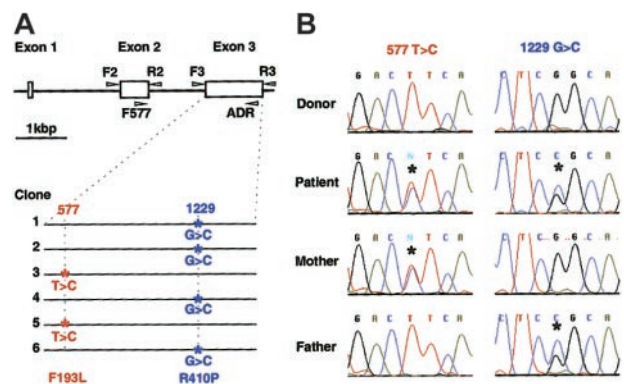 A
Exon 1 Exon 2 Exon 3
F2 R2 F3 R3
F577 ADR
1kbp
Clone
577 1229
1
G>C
2
G>C
3
T>C
4
G>C
5
T>C
6
G>C
F193L R410P
B
577 T>C 1229 G>C
Donor
G A C T T C A
C T C G G C A
Patient
G A C N T C A
C T C C G C A
Mother
G A C N T C A
C T C G G C A
Father
G A C T T C A
C T C C G C A